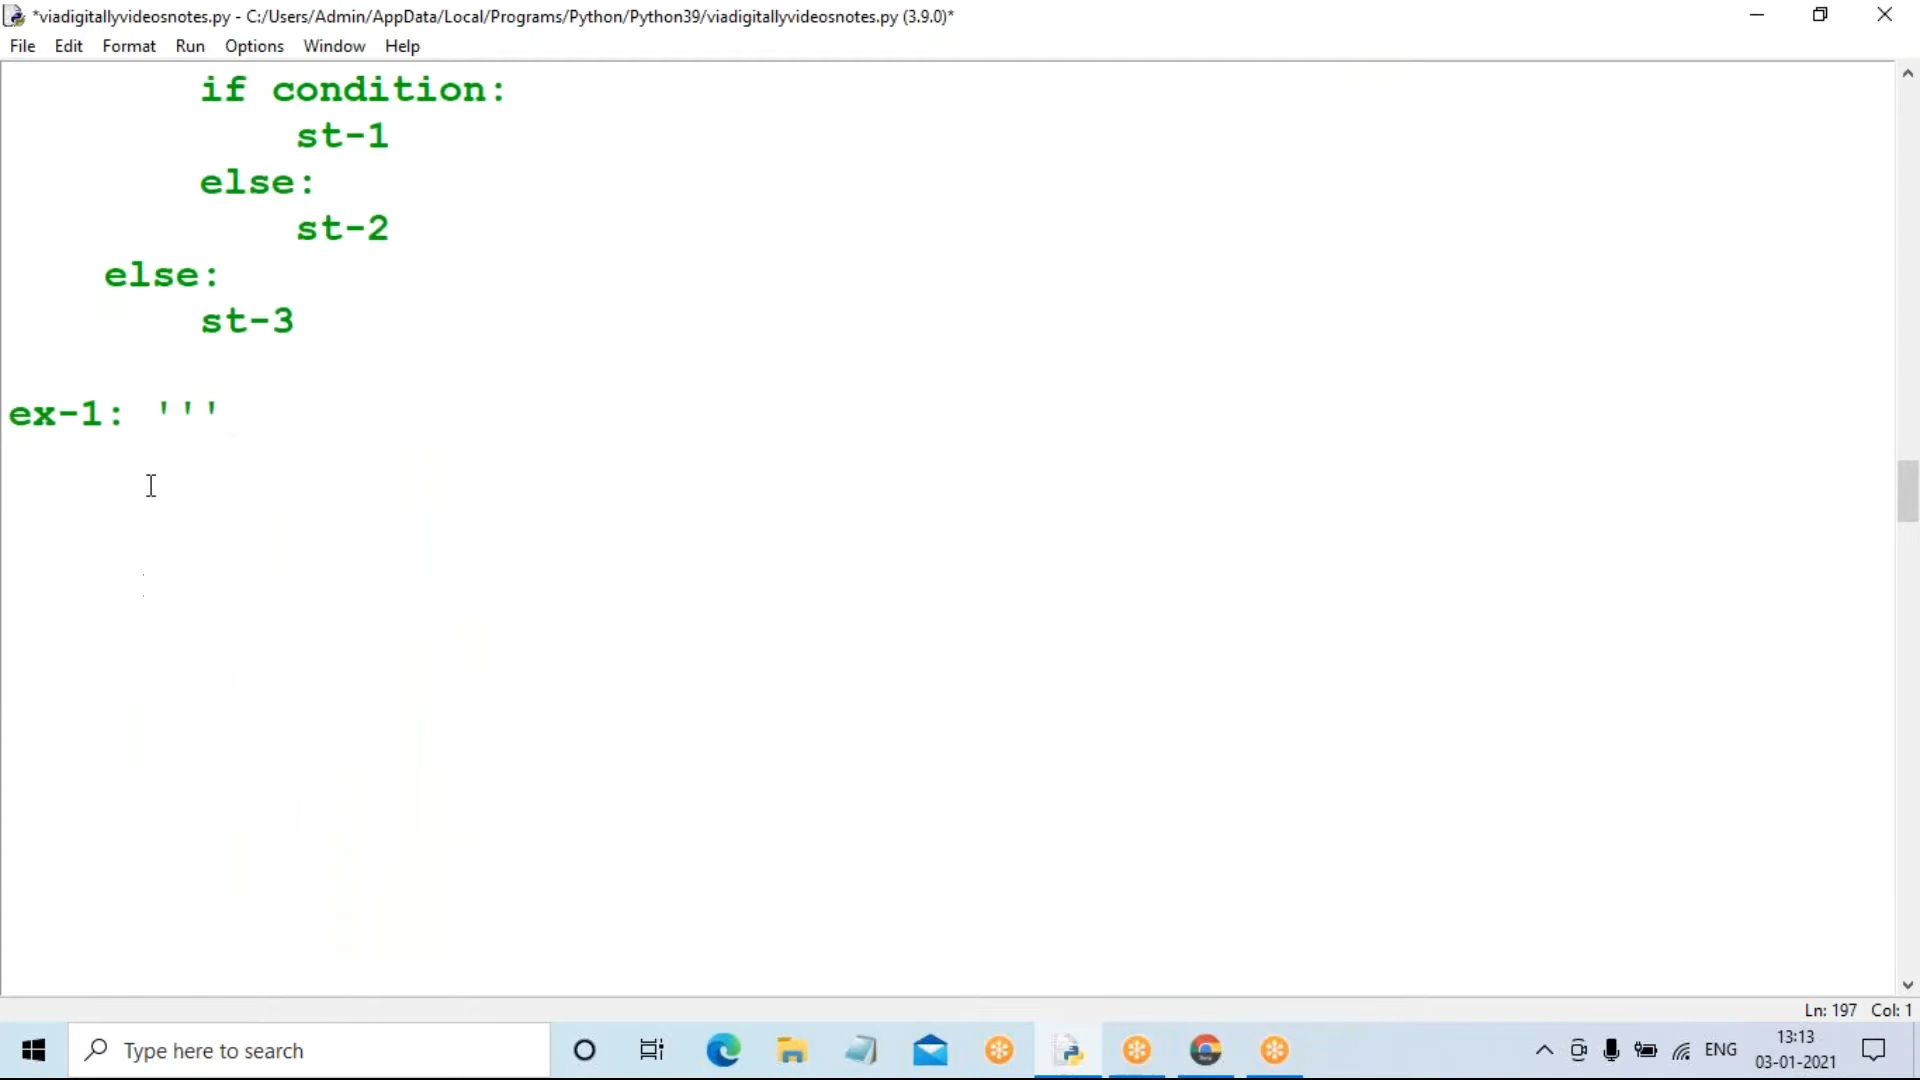 *viadigitallyvideosnotes.py - C:/Users/Admin/AppData/Local/Programs/Python/Python39/viadigitallyvideosnotes.py (3.9.0)*
File Edit Format Run Options Window Help
if condition:
st-1
else:
st-2
else:
st-3
ex-1: '''
Ln: 197 Col: 1
Type here to search
ENG
13:13
03-01-2021